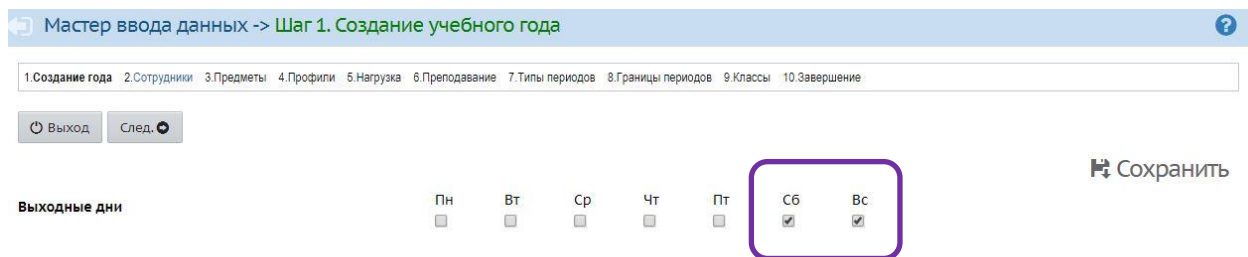 Мастер ввода данных -> Шаг 1. Создание учебного года ?
1.Создание года 2.Сотрудники 3.Предметы 4.Профили 5.Нагрузка 6.Преподавание 7.Типы периодов 8.Границы периодов 9.Классы 10.Завершение
Выход След.
Сохранить
Пн Вт Ср Чт Пт Сб Вс
Выходные дни